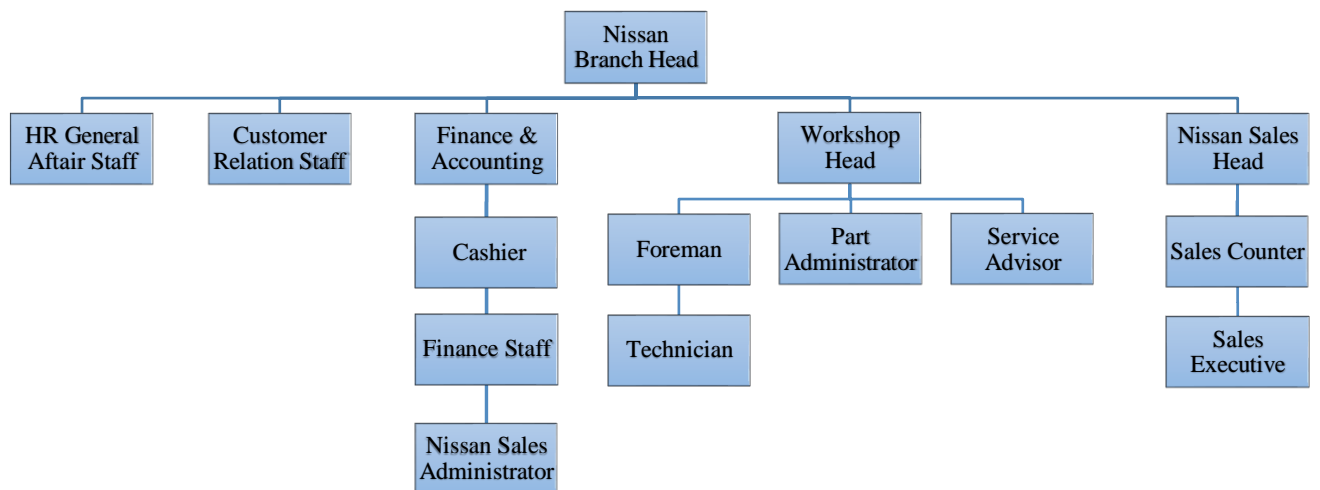 Nissan
Branch Head
HR General
Aftair Staff
Customer
Relation Staff
Finance &
Accounting
Workshop
Head
Nissan Sales
Head
Cashier
Foreman
Part
Administrator
Service
Advisor
Sales Counter
Finance Staff
Technician
Sales
Executive
Nissan Sales
Administrator